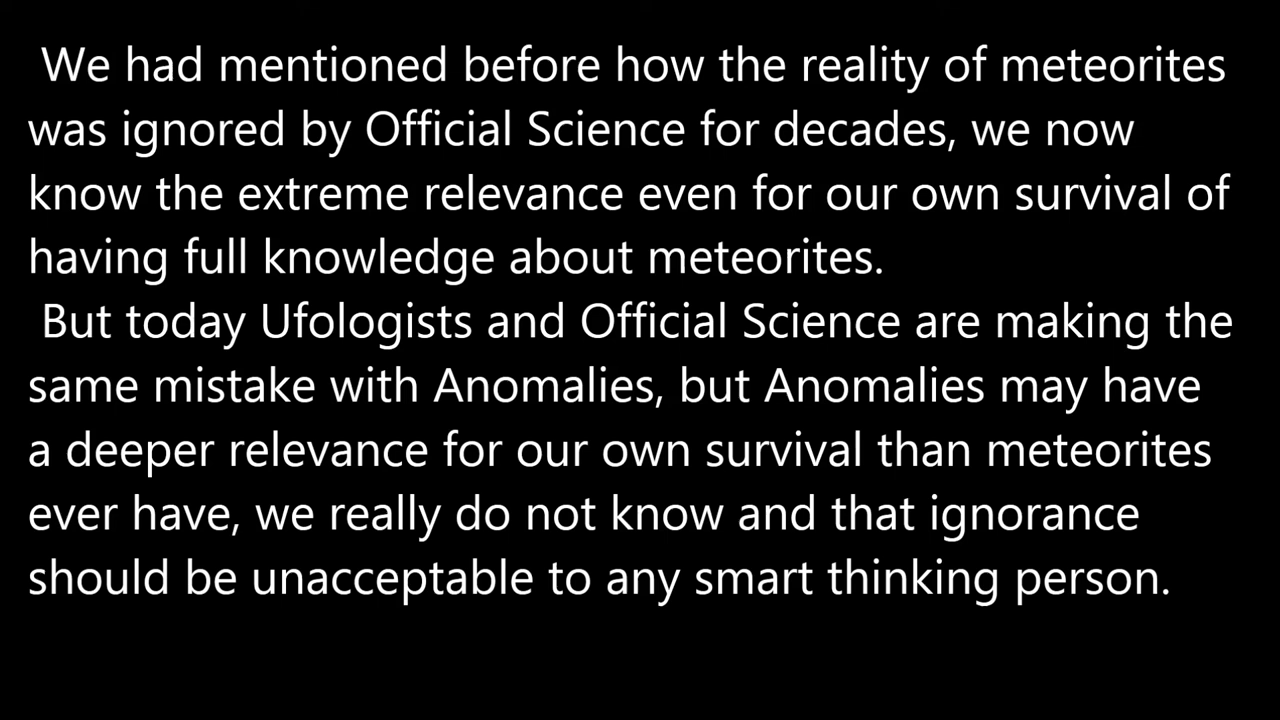 We had mentioned before how the reality of meteorites
was ignored by Official Science for decades, we now
know the extreme relevance even for our own survival of
having full knowledge about meteorites.
But today Ufologists and Official Science are making the
same mistake with Anomalies, but Anomalies may have
a deeper relevance for our own survival than meteorites
ever have, we really do not know and that ignorance
should be unacceptable to any smart thinking person.